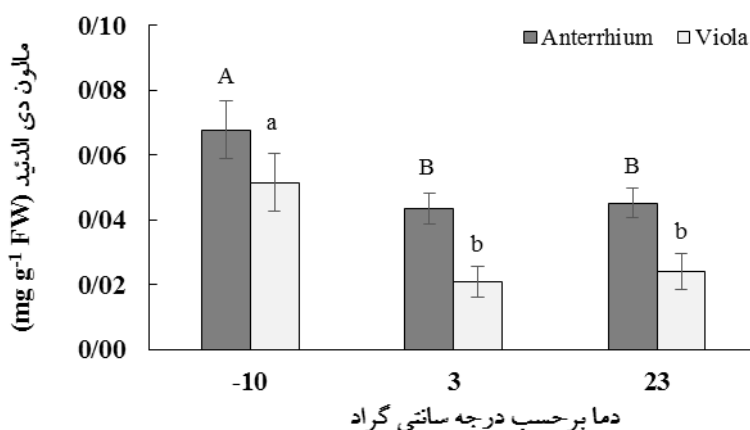 Anterrhium Viola
0/10
0/08
0/06
0/04
0/02
0/00
A
a
B
b
B
b
-10 3 23
مالون دی الدئید (mg g⁻¹ FW)
دما برحسب درجه سانتی گراد